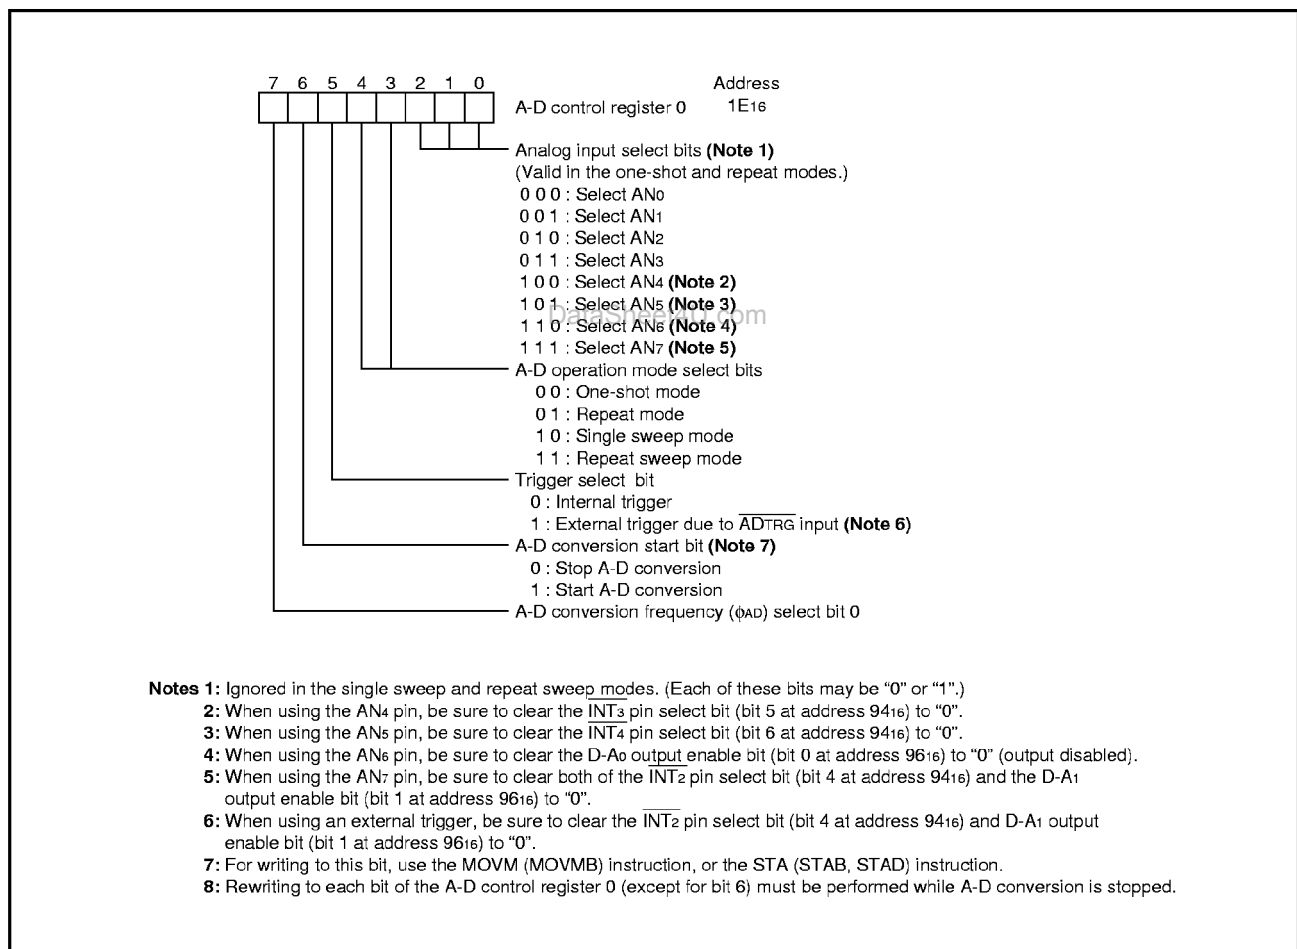 7 6 5 4 3 2 1 0 Address
A-D control register 0 1E16
Analog input select bits (Note 1)
(Valid in the one-shot and repeat modes.)
0 0 0 : Select AN0
0 0 1 : Select AN1
0 1 0 : Select AN2
0 1 1 : Select AN3
1 0 0 : Select AN4 (Note 2)
1 0 1 : Select AN5 (Note 3)
DataSheet4U.com
1 1 0 : Select AN6 (Note 4)
1 1 1 : Select AN7 (Note 5)
A-D operation mode select bits
0 0 : One-shot mode
0 1 : Repeat mode
1 0 : Single sweep mode
1 1 : Repeat sweep mode
Trigger select bit
0 : Internal trigger
1 : External trigger due to ADTRG input (Note 6)
A-D conversion start bit (Note 7)
0 : Stop A-D conversion
1 : Start A-D conversion
A-D conversion frequency (ϕAD) select bit 0
Notes 1: Ignored in the single sweep and repeat sweep modes. (Each of these bits may be “0” or “1”.)
2: When using the AN4 pin, be sure to clear the INT3 pin select bit (bit 5 at address 9416) to “0”.
3: When using the AN5 pin, be sure to clear the INT4 pin select bit (bit 6 at address 9416) to “0”.
4: When using the AN6 pin, be sure to clear the D-A0 output enable bit (bit 0 at address 9616) to “0” (output disabled).
5: When using the AN7 pin, be sure to clear both of the INT2 pin select bit (bit 4 at address 9416) and the D-A1
output enable bit (bit 1 at address 9616) to “0”.
6: When using an external trigger, be sure to clear the INT2 pin select bit (bit 4 at address 9416) and D-A1 output
enable bit (bit 1 at address 9616) to “0”.
7: For writing to this bit, use the MOVM (MOVMB) instruction, or the STA (STAB, STAD) instruction.
8: Rewriting to each bit of the A-D control register 0 (except for bit 6) must be performed while A-D conversion is stopped.